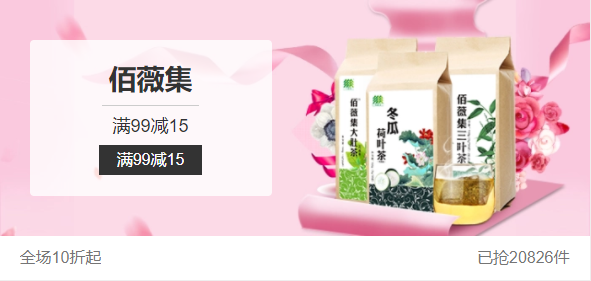 佰薇集
满99减15
满99减15
佰薇集大叶茶
冬瓜
荷叶茶
佰薇集三叶茶
全场10折起
已抢20826件